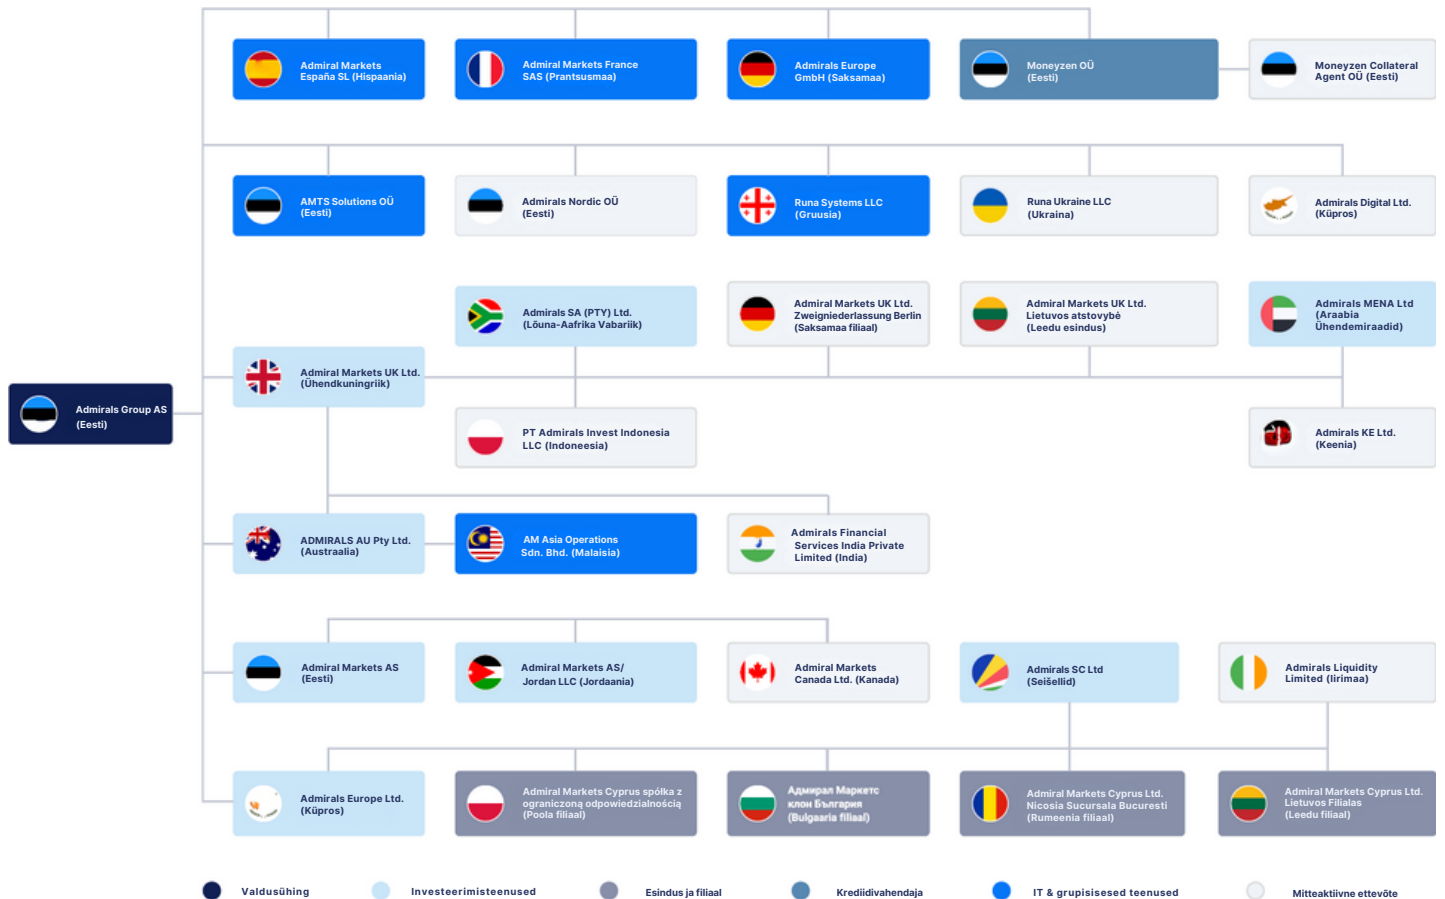 Admiral Markets
España SL (Hispaania)
Admiral Markets France
SAS (Prantsusmaa)
Admirals Europe
GmbH (Saksamaa)
Moneyzen OÜ
(Eesti)
Moneyzen Collateral
Agent OÜ (Eesti)
AMTS Solutions OÜ
(Eesti)
Admirals Nordic OÜ
(Eesti)
Runa Systems LLC
(Gruusia)
Runa Ukraine LLC
(Ukraina)
Admirals Digital Ltd.
(Küpros)
Admirals SA (PTY) Ltd.
(Lõuna-Aafrika Vabariik)
Admiral Markets UK Ltd.
Zweigniederlassung Berlin
(Saksamaa filiaal)
Admiral Markets UK Ltd.
Lietuvos atstovybė
(Leedu esindus)
Admirals MENA Ltd
(Araabia
Ühendemiraadid)
Admiral Markets UK Ltd.
(Ühendkuningriik)
Admirals Group AS
(Eesti)
PT Admirals Invest Indonesia
LLC (Indoneesia)
Admirals KE Ltd.
(Keenia)
ADMIRALS AU Pty Ltd.
(Austraalia)
AM Asia Operations
Sdn. Bhd. (Malaisia)
Admirals Financial
Services India Private
Limited (India)
Admiral Markets AS
(Eesti)
Admiral Markets AS/
Jordan LLC (Jordaania)
Admiral Markets
Canada Ltd. (Kanada)
Admirals SC Ltd
(Seišellid)
Admirals Liquidity
Limited (Iirimaa)
Admirals Europe Ltd.
(Küpros)
Admiral Markets Cyprus spółka z
ograniczoną odpowiedzialnością
(Poola filiaal)
Адмирал Маркетс
клон България
(Bulgaaria filiaal)
Admiral Markets Cyprus Ltd.
Nicosia Sucursala Bucuresti
(Rumeenia filiaal)
Admiral Markets Cyprus Ltd.
Lietuvos Filialas
(Leedu filiaal)
Valdusühing
Investeerimisteenused
Esindus ja filiaal
Krediidivahendaja
IT & grupisisesed teenused
Mitteaktiivne ettevõte